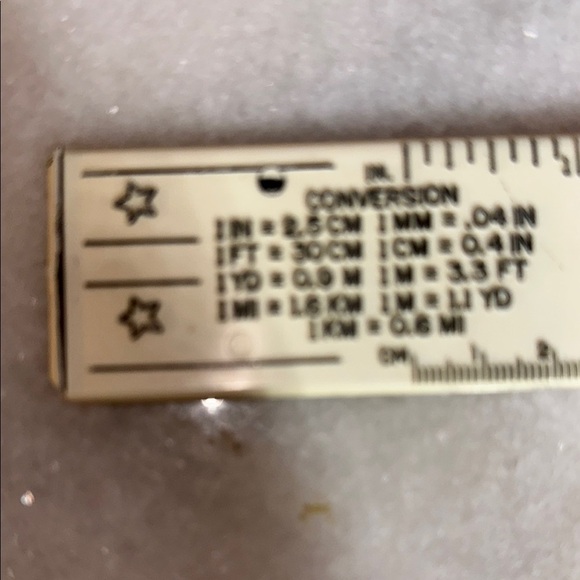 IN.
CONVERSION
1 IN = 2.5 CM 1 MM = .04 IN
1 FT = 30 CM 1 CM = 0.4 IN
1 YD = 0.9 M 1 M = 3.3 FT
1 MI = 1.6 KM 1 M = 1.1 YD
1 KM = 0.6 MI
CM 1 2